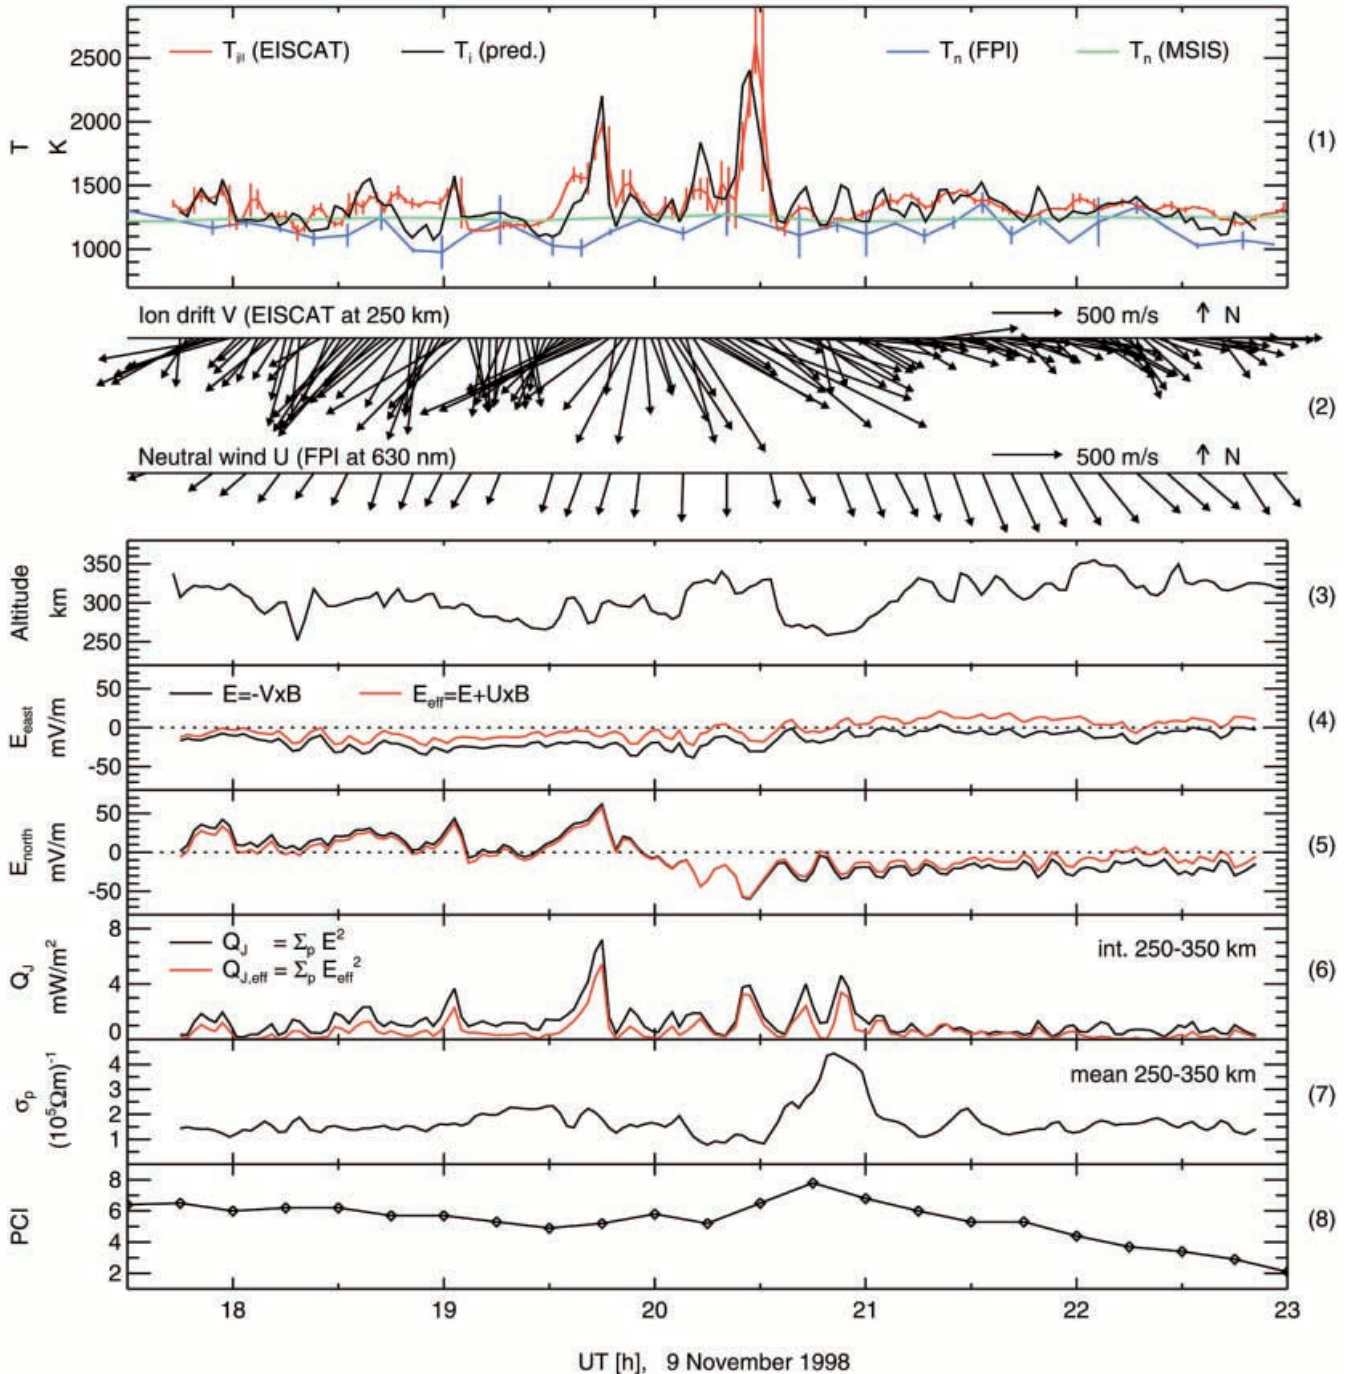 T_i|| (EISCAT) T_i (pred.) T_n (FPI) T_n (MSIS)
2500
2000
1500
1000
T
K
(1)
Ion drift V (EISCAT at 250 km) 500 m/s N
(2)
Neutral wind U (FPI at 630 nm) 500 m/s N
Altitude
km
350
300
250
(3)
E=-VxB E_eff=E+UxB
E_east
mV/m
50
0
-50
(4)
E_north
mV/m
50
0
-50
(5)
Q_J = Σ_p E² int. 250-350 km
Q_J,eff = Σ_p E_eff²
Q_J
mW/m²
8
4
0
(6)
mean 250-350 km
σ_p
(10⁵Ωm)⁻¹
4
3
2
1
(7)
PCI
8
6
4
2
(8)
18 19 20 21 22 23
UT [h], 9 November 1998